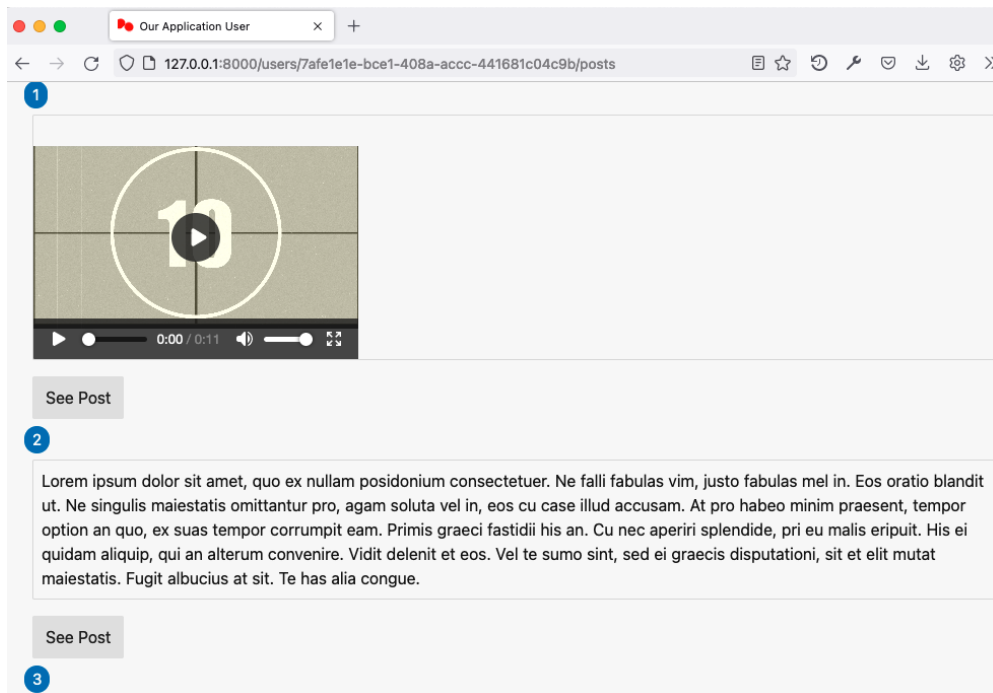 Our Application User
127.0.0.1:8000/users/7afe1e1e-bce1-408a-accc-441681c04c9b/posts
1
10
0:00 / 0:11
See Post
2
Lorem ipsum dolor sit amet, quo ex nullam posidonium consectetuer. Ne falli fabulas vim, justo fabulas mel in. Eos oratio blandit
ut. Ne singulis maiestatis omittantur pro, agam soluta vel in, eos cu case illud accusam. At pro habeo minim praesent, tempor
option an quo, ex suas tempor corrumpit eam. Primis graeci fastidii his an. Cu nec aperiri splendide, pri eu malis eripuit. His ei
quidam aliquip, qui an alterum convenire. Vidit delenit et eos. Vel te sumo sint, sed ei graecis disputationi, sit et elit mutat
maiestatis. Fugit albucius at sit. Te has alia congue.
See Post
3